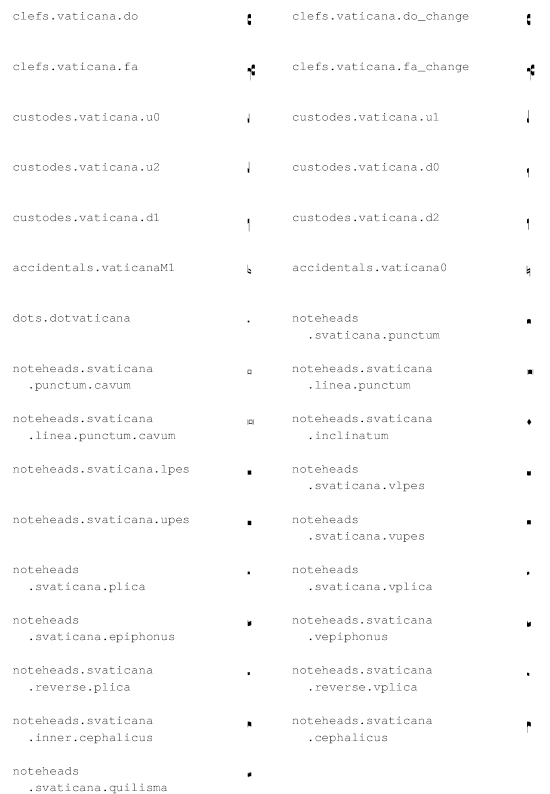 clefs.vaticana.do
clefs.vaticana.do_change
clefs.vaticana.fa
clefs.vaticana.fa_change
custodes.vaticana.u0
custodes.vaticana.u1
custodes.vaticana.u2
custodes.vaticana.d0
custodes.vaticana.d1
custodes.vaticana.d2
accidentals.vaticanaM1
accidentals.vaticana0
dots.dotvaticana
noteheads
.svaticana.punctum
noteheads.svaticana
.punctum.cavum
noteheads.svaticana
.linea.punctum
noteheads.svaticana
.linea.punctum.cavum
noteheads.svaticana
.inclinatum
noteheads.svaticana.lpes
noteheads
.svaticana.vlpes
noteheads.svaticana.upes
noteheads
.svaticana.vupes
noteheads
.svaticana.plica
noteheads
.svaticana.vplica
noteheads
.svaticana.epiphonus
noteheads.svaticana
.vepiphonus
noteheads.svaticana
.reverse.plica
noteheads.svaticana
.reverse.vplica
noteheads.svaticana
.inner.cephalicus
noteheads.svaticana
.cephalicus
noteheads
.svaticana.quilisma